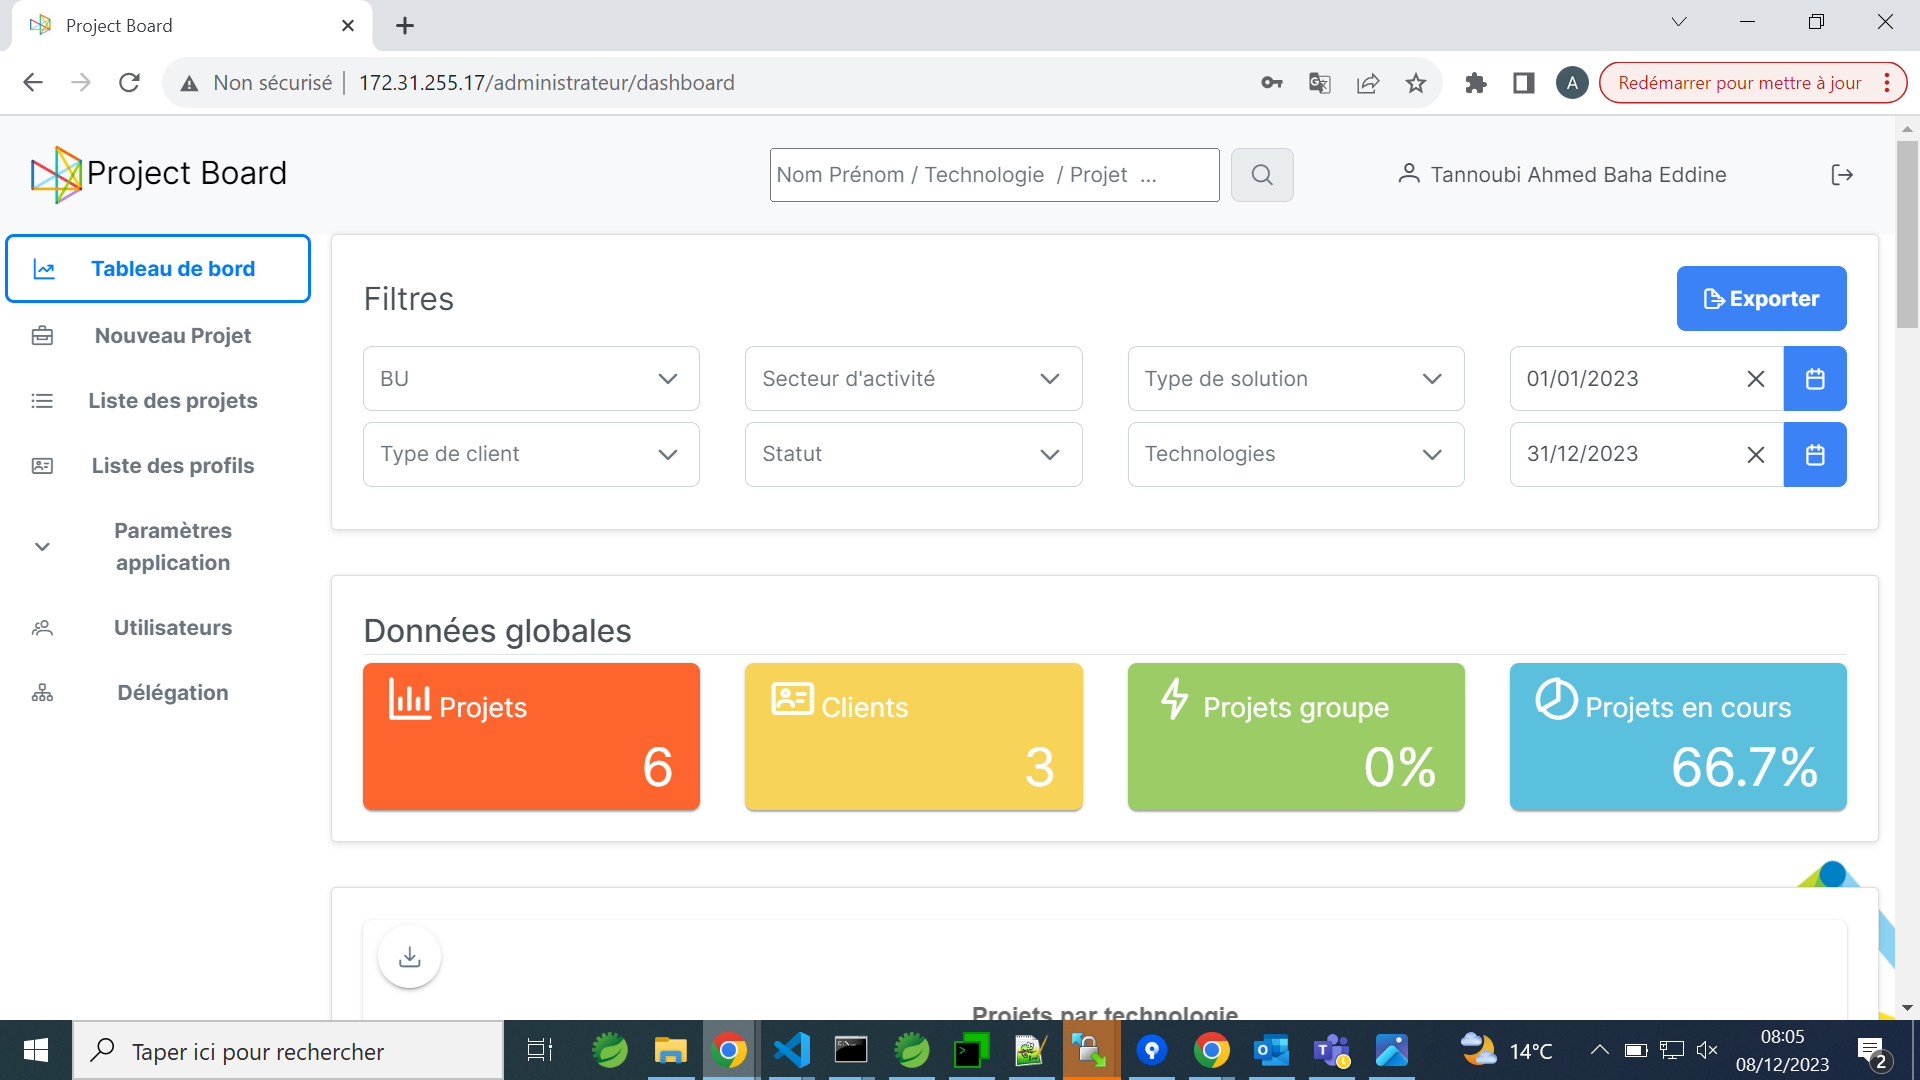 Project Board
Non sécurisé
172.31.255.17/administrateur/dashboard
A
Redémarrer pour mettre à jour
Project Board
Nom Prénom / Technologie / Projet ...
Tannoubi Ahmed Baha Eddine
Tableau de bord
Nouveau Projet
Liste des projets
Liste des profils
Paramètres
application
Utilisateurs
Délégation
Filtres
Exporter
BU
Secteur d'activité
Type de solution
01/01/2023
Type de client
Statut
Technologies
31/12/2023
Données globales
Projets
6
Clients
3
Projets groupe
0%
Projets en cours
66.7%
Projets par technologie
Taper ici pour rechercher
14°C
08:05
08/12/2023
2